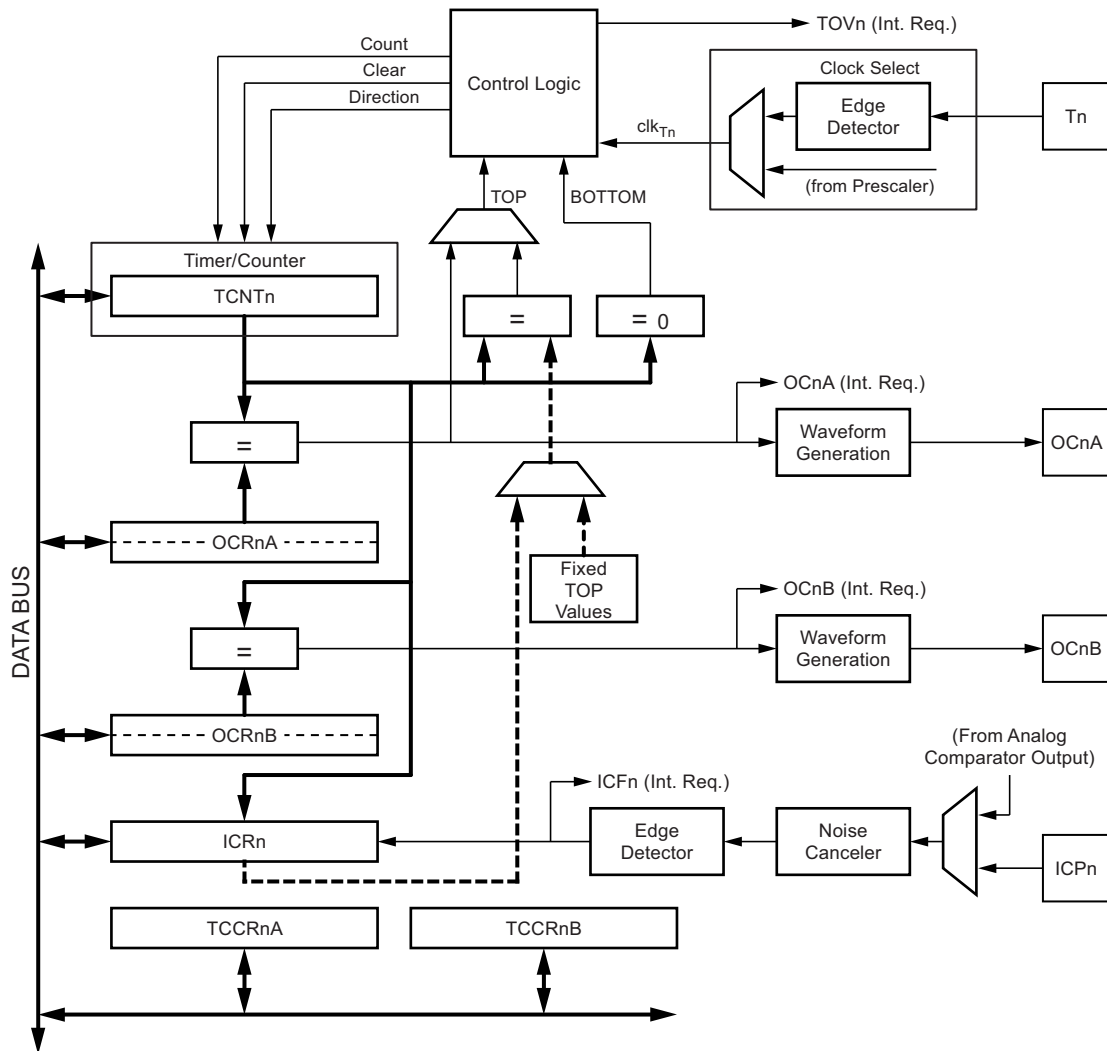 TOVn (Int. Req.)
Count
Clear
Direction
Control Logic
Clock Select
Edge
Detector
Tn
clkTn
(from Prescaler)
TOP
BOTTOM
Timer/Counter
TCNTn
=
= 0
OCnA (Int. Req.)
=
Waveform
Generation
OCnA
OCRnA
Fixed
TOP
Values
OCnB (Int. Req.)
=
Waveform
Generation
OCnB
DATA BUS
OCRnB
(From Analog
Comparator Output)
ICFn (Int. Req.)
ICRn
Edge
Detector
Noise
Canceler
ICPn
TCCRnA
TCCRnB